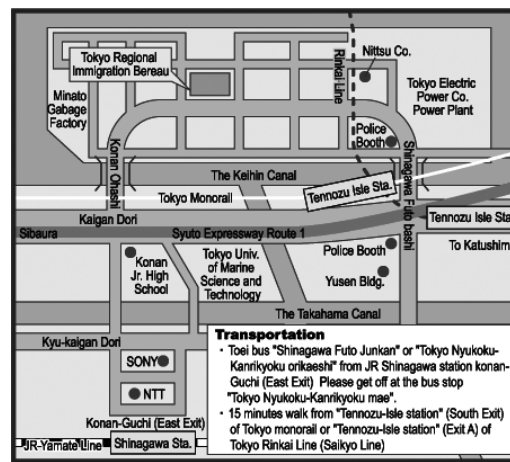 Nittsu Co.
Tokyo Regional
Immigration Bereau
Rinkai Line
Tokyo Electric
Power Co.
Power Plant
Minato
Gabage
Factory
Police
Booth
Konan Ohashi
Shinagawa Futo bashi
The Keihin Canal
Tokyo Monorail
Tennozu Isle Sta.
Kaigan Dori
Tennozu Isle Sta
Sibaura
Syuto Expressway Route 1
Police Booth
To Katushim
Konan
Jr. High
School
Tokyo Univ.
of Marine
Science and
Technology
Yusen Bldg.
The Takahama Canal
Kyu-kaigan Dori
SONY
NTT
Konan-Guchi (East Exit)
JR-Yamate Line
Shinagawa Sta.
Transportation
· Toei bus "Shinagawa Futo Junkan" or "Tokyo Nyukoku-
Kanrikyoku orikaeshi" from JR Shinagawa station konan-
Guchi (East Exit) Please get off at the bus stop
"Tokyo Nyukoku-Kanrikyoku mae".
· 15 minutes walk from "Tennozu-Isle station" (South Exit)
of Tokyo monorail or "Tennozu-Isle station" (Exit A) of
Tokyo Rinkai Line (Saikyo Line)